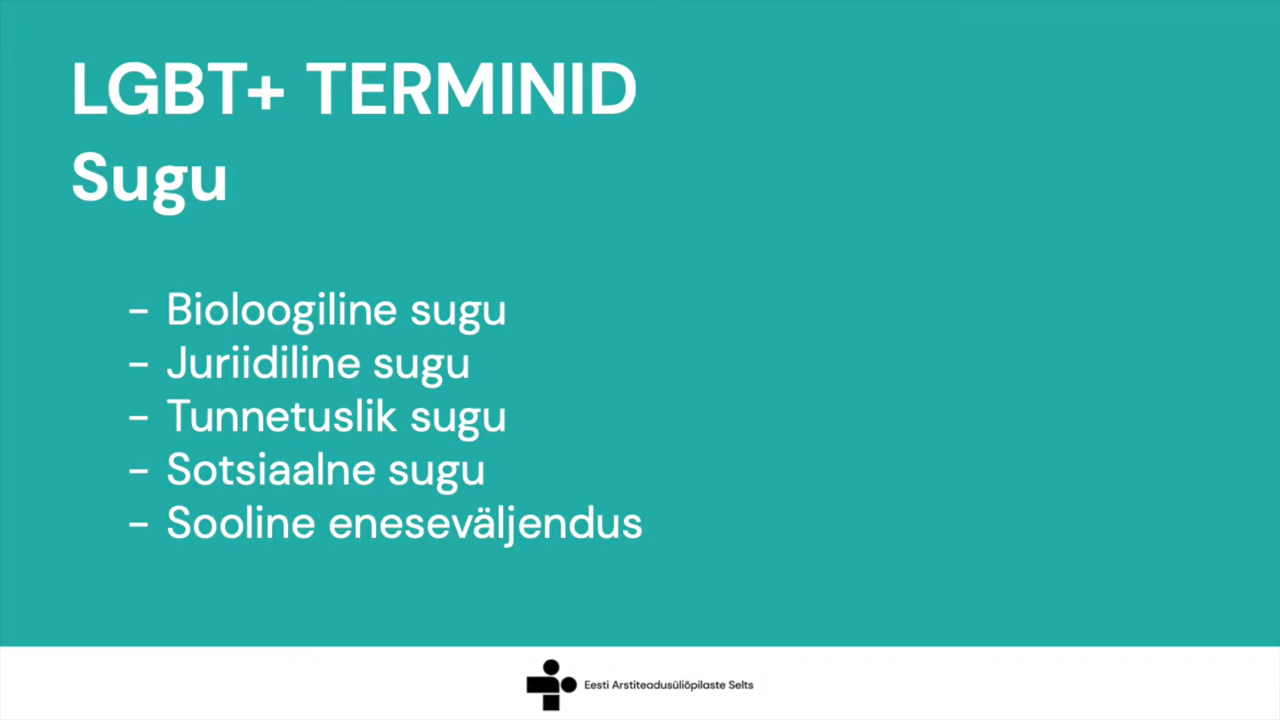 LGBT+ TERMINID
Sugu
- Bioloogiline sugu
- Juriidiline sugu
- Tunnetuslik sugu
- Sotsiaalne sugu
- Sooline eneseväljendus
Eesti Arstiteadusüliõpilaste Selts